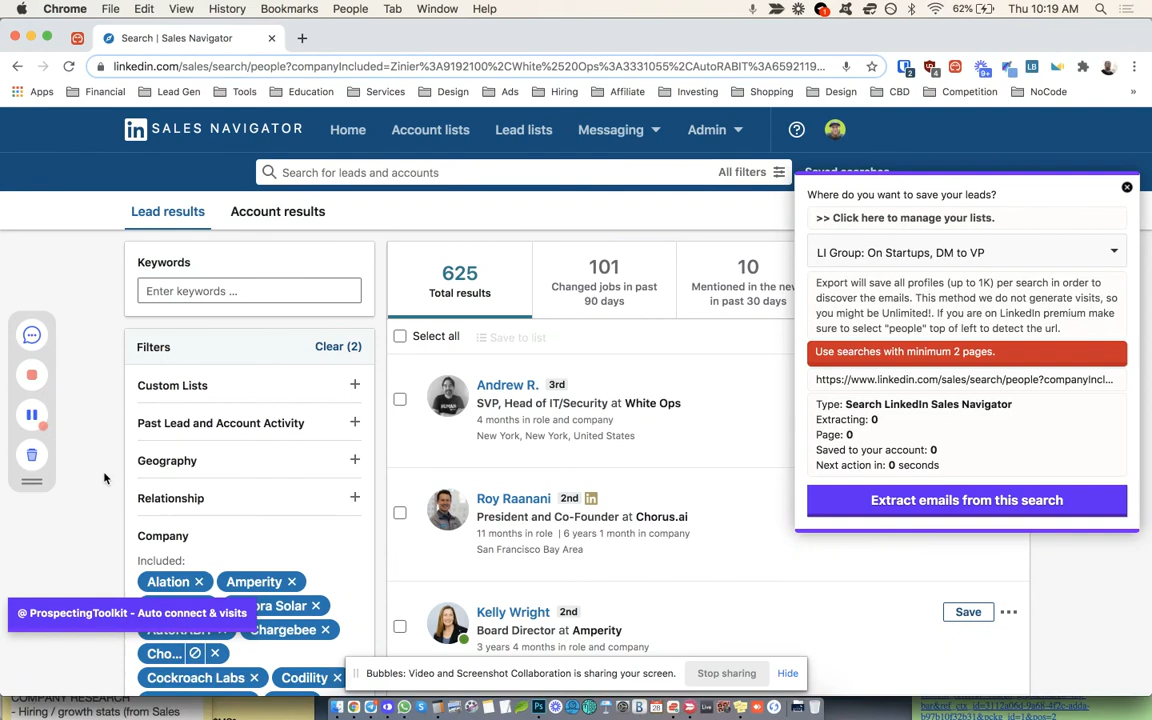 Chrome File Edit View History Bookmarks People Tab Window Help 62% Thu 10:19 AM
Search | Sales Navigator
linkedin.com/sales/search/people?companyIncluded=Zinier%3A9192100%2CWhite%2520Ops%3A3331055%2CAutoRABIT%3A6592119...
Apps Financial Lead Gen Tools Education Services Design Ads Hiring Affiliate Investing Shopping Design CBD Competition NoCode »
in SALES NAVIGATOR Home Account lists Lead lists Messaging Admin
Search for leads and accounts All filters Saved searches
Lead results Account results
Keywords
Enter keywords ...
Filters Clear (2)
Custom Lists +
Past Lead and Account Activity +
Geography +
Relationship +
Company
Included:
Alation × Amperity ×
ora Solar ×
Chargebee ×
Cho... ×
Cockroach Labs × Codility ×
@ ProspectingToolkit - Auto connect & visits
625
Total results
101
Changed jobs in past
90 days
10
Mentioned in the new
in past 30 days
Select all Save to list
Andrew R. 3rd
SVP, Head of IT/Security at White Ops
4 months in role and company
New York, New York, United States
Roy Raanani 2nd in
President and Co-Founder at Chorus.ai
11 months in role | 6 years 1 month in company
San Francisco Bay Area
Kelly Wright 2nd
Board Director at Amperity
3 years 4 months in role and company
Save
Where do you want to save your leads?
>> Click here to manage your lists.
LI Group: On Startups, DM to VP
Export will save all profiles (up to 1K) per search in order to
discover the emails. This method we do not generate visits, so
you might be Unlimited!. If you are on LinkedIn premium make
sure to select "people" top of left to detect the url.
Use searches with minimum 2 pages.
https://www.linkedin.com/sales/search/people?companyIncl...
Type: Search LinkedIn Sales Navigator
Extracting: 0
Page: 0
Saved to your account: 0
Next action in: 0 seconds
Extract emails from this search
Bubbles: Video and Screenshot Collaboration is sharing your screen. Stop sharing Hide
COMPANY RESEARCH
- Hiring / growth stats (from Sales